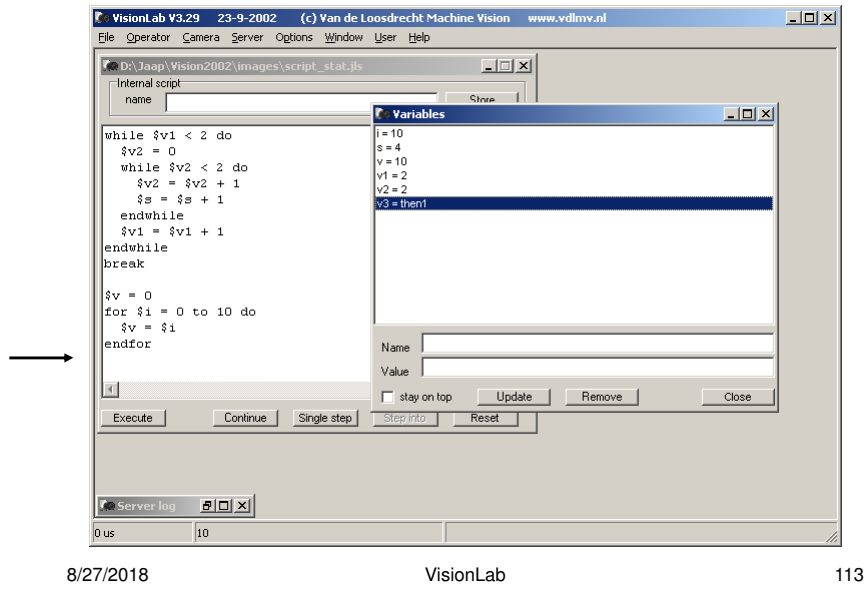 VisionLab V3.29 23-9-2002 (c) Van de Loosdrecht Machine Vision www.vdlmv.nl
File Operator Camera Server Options Window User Help
D:\Jaap\Vision2002\images\script_stat.jls
Internal script
name
Store
while $v1 < 2 do
$v2 = 0
while $v2 < 2 do
$v2 = $v2 + 1
$s = $s + 1
endwhile
$v1 = $v1 + 1
endwhile
break
$v = 0
for $i = 0 to 10 do
$v = $i
endfor
Execute Continue Single step Step into Reset
Variables
i = 10
s = 4
v = 10
v1 = 2
v2 = 2
v3 = then1
Name
Value
stay on top Update Remove Close
Server log
0 us 10
8/27/2018 VisionLab 113